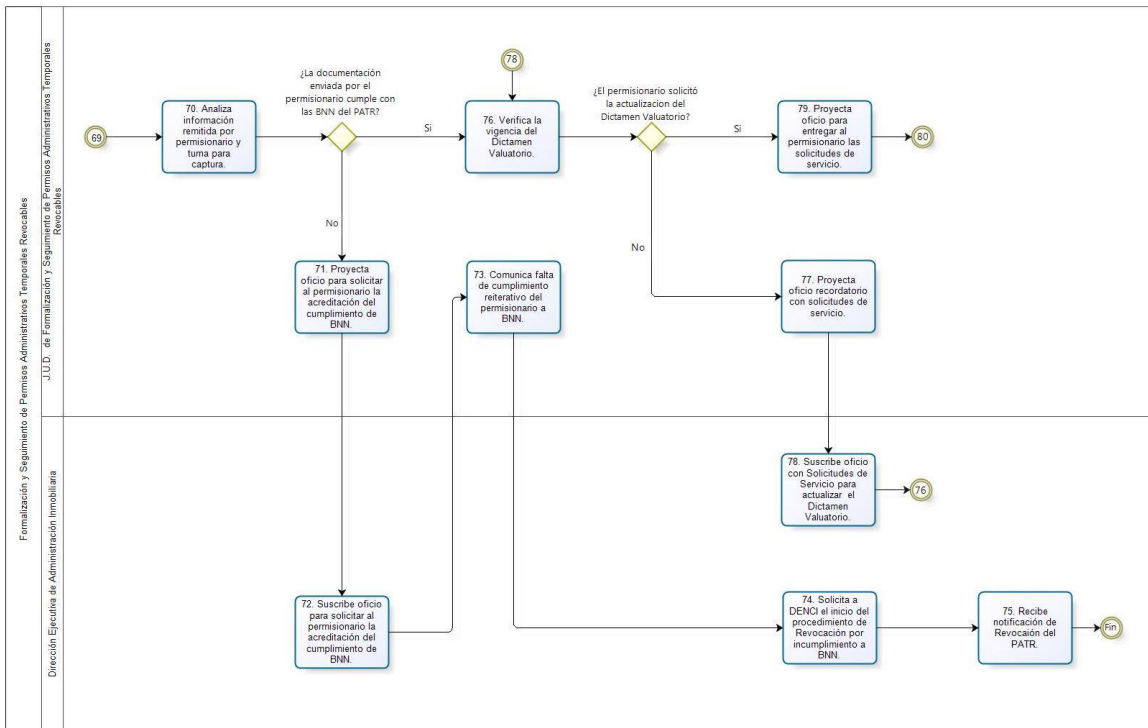 Formalización y Seguimiento de Permisos Administrativos Temporales Revocables
J.U.D. de Formalización y Seguimiento de Permisos Administrativos Temporales
Revocables
69
70. Analiza
información
remitida por
permisionario y
turna para
captura.
¿La documentación
enviada por el
permisionario cumple con
las BNN del PATR?
Si
No
78
76. Verifica la
vigencia del
Dictamen
Valuatorio.
¿El permisionario solicitó
la actualizacion del
Dictamen Valuatorio?
Si
No
79. Proyecta
oficio para
entregar al
permisionario las
solicitudes de
servicio.
80
71. Proyecta
oficio para solicitar
al permisionario la
acreditación del
cumplimiento de
BNN.
73. Comunica falta
de cumplimiento
reiterativo del
permisionario a
BNN.
77. Proyecta
oficio recordatorio
con solicitudes de
servicio.
Dirección Ejecutiva de Administración Inmobiliaria
78. Suscribe oficio
con Solicitudes de
Servicio para
actualizar el
Dictamen
Valuatorio.
76
72. Suscribe oficio
para solicitar al
permisionario la
acreditación del
cumplimiento de
BNN.
74. Solicita a
DENCI el inicio del
procedimiento de
Revocación por
incumplimiento a
BNN.
75. Recibe
notificación de
Revocaión del
PATR.
Fin